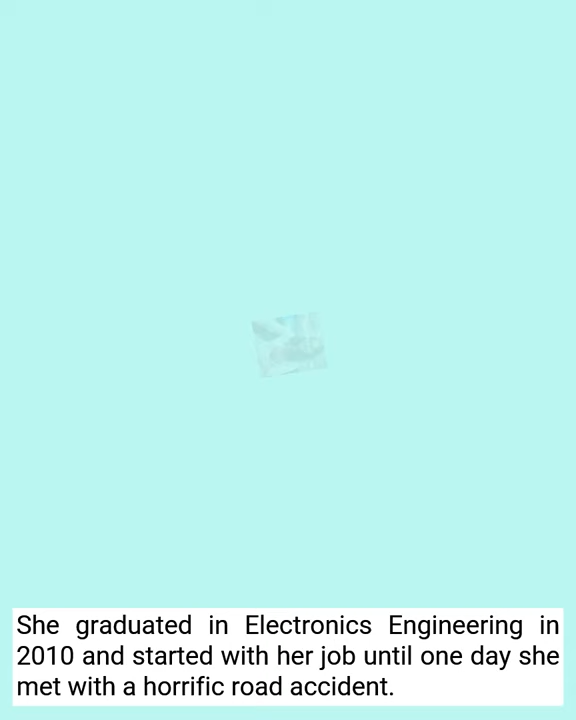 She graduated in Electronics Engineering in
2010 and started with her job until one day she
met with a horrific road accident.